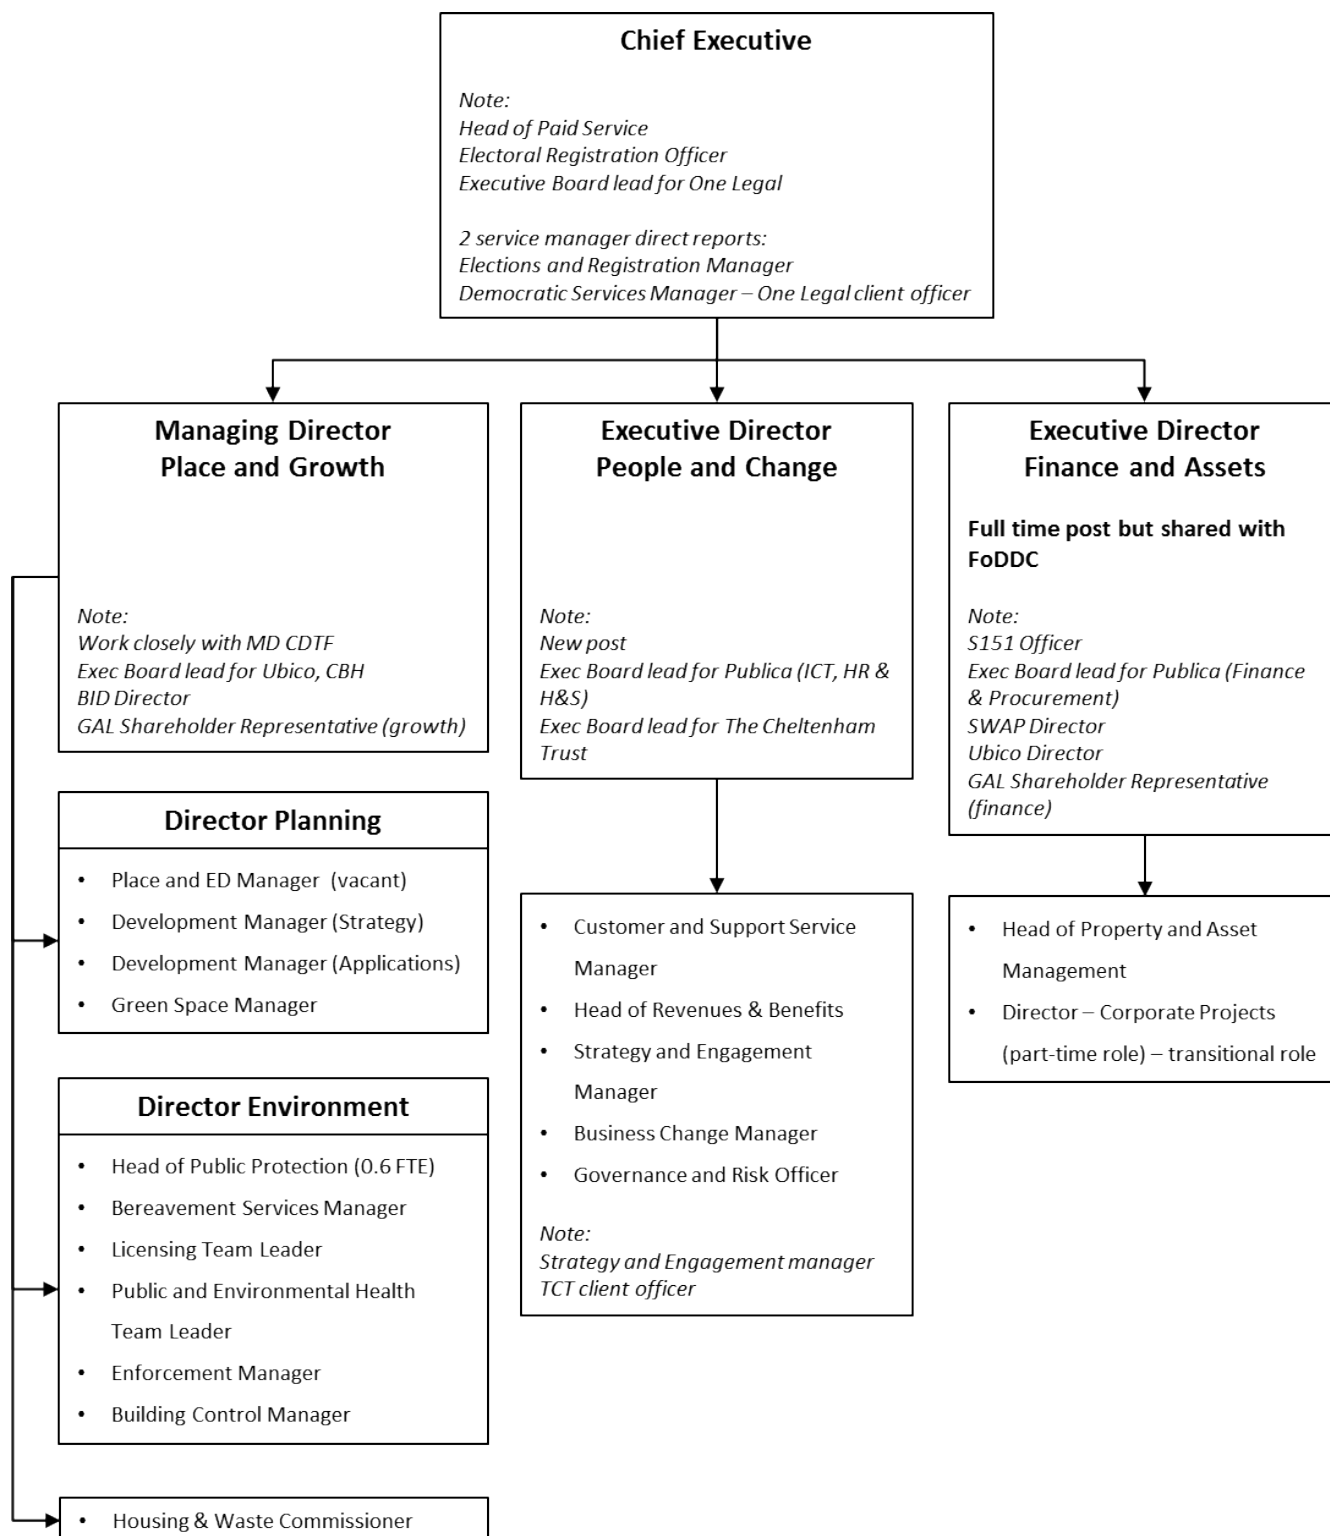 Chief Executive
Note:
Head of Paid Service
Electoral Registration Officer
Executive Board lead for One Legal
2 service manager direct reports:
Elections and Registration Manager
Democratic Services Manager – One Legal client officer
Managing Director
Place and Growth
Note:
Work closely with MD CDTF
Exec Board lead for Ubico, CBH
BID Director
GAL Shareholder Representative (growth)
Executive Director
People and Change
Note:
New post
Exec Board lead for Publica (ICT, HR &
H&S)
Exec Board lead for The Cheltenham
Trust
Executive Director
Finance and Assets
Full time post but shared with
FoDDC
Note:
S151 Officer
Exec Board lead for Publica (Finance
& Procurement)
SWAP Director
Ubico Director
GAL Shareholder Representative
(finance)
Director Planning
• Place and ED Manager (vacant)
• Development Manager (Strategy)
• Development Manager (Applications)
• Green Space Manager
Director Environment
• Head of Public Protection (0.6 FTE)
• Bereavement Services Manager
• Licensing Team Leader
• Public and Environmental Health
Team Leader
• Enforcement Manager
• Building Control Manager
• Housing & Waste Commissioner
• Customer and Support Service
Manager
• Head of Revenues & Benefits
• Strategy and Engagement
Manager
• Business Change Manager
• Governance and Risk Officer
Note:
Strategy and Engagement manager
TCT client officer
• Head of Property and Asset
Management
• Director – Corporate Projects
(part-time role) – transitional role